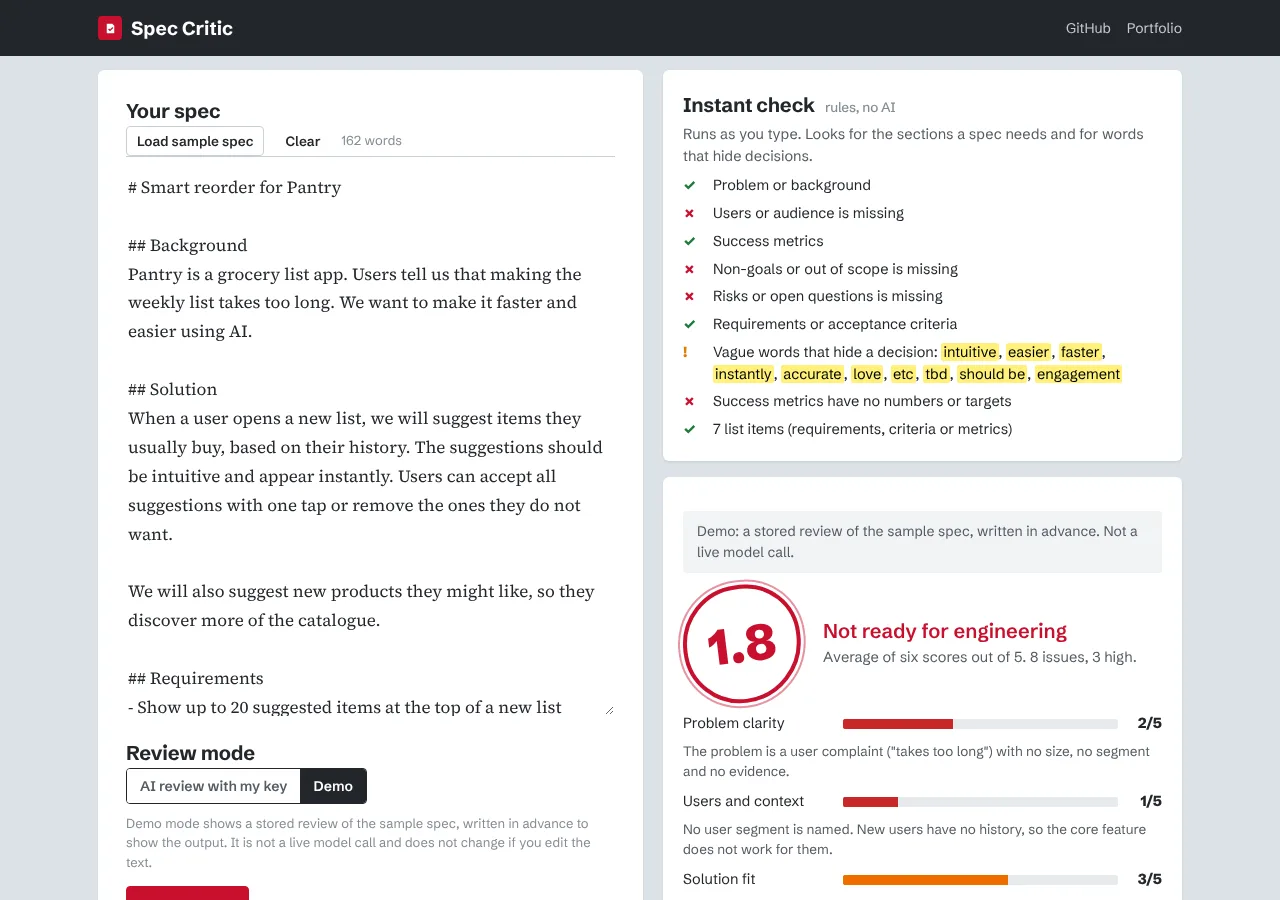 Spec Critic
GitHub Portfolio
Your spec
Load sample spec Clear 162 words
# Smart reorder for Pantry
## Background
Pantry is a grocery list app. Users tell us that making the
weekly list takes too long. We want to make it faster and
easier using AI.
## Solution
When a user opens a new list, we will suggest items they
usually buy, based on their history. The suggestions should
be intuitive and appear instantly. Users can accept all
suggestions with one tap or remove the ones they do not
want.
We will also suggest new products they might like, so they
discover more of the catalogue.
## Requirements
- Show up to 20 suggested items at the top of a new list
Review mode
AI review with my key Demo
Demo mode shows a stored review of the sample spec, written in advance to
show the output. It is not a live model call and does not change if you edit the
text.
Instant check rules, no AI
Runs as you type. Looks for the sections a spec needs and for words
that hide decisions.
Problem or background
Users or audience is missing
Success metrics
Non-goals or out of scope is missing
Risks or open questions is missing
Requirements or acceptance criteria
! Vague words that hide a decision: intuitive, easier, faster,
instantly, accurate, love, etc, tbd, should be, engagement
Success metrics have no numbers or targets
7 list items (requirements, criteria or metrics)
Demo: a stored review of the sample spec, written in advance. Not a
live model call.
1.8
Not ready for engineering
Average of six scores out of 5. 8 issues, 3 high.
Problem clarity 2/5
The problem is a user complaint ("takes too long") with no size, no segment
and no evidence.
Users and context 1/5
No user segment is named. New users have no history, so the core feature
does not work for them.
Solution fit 3/5